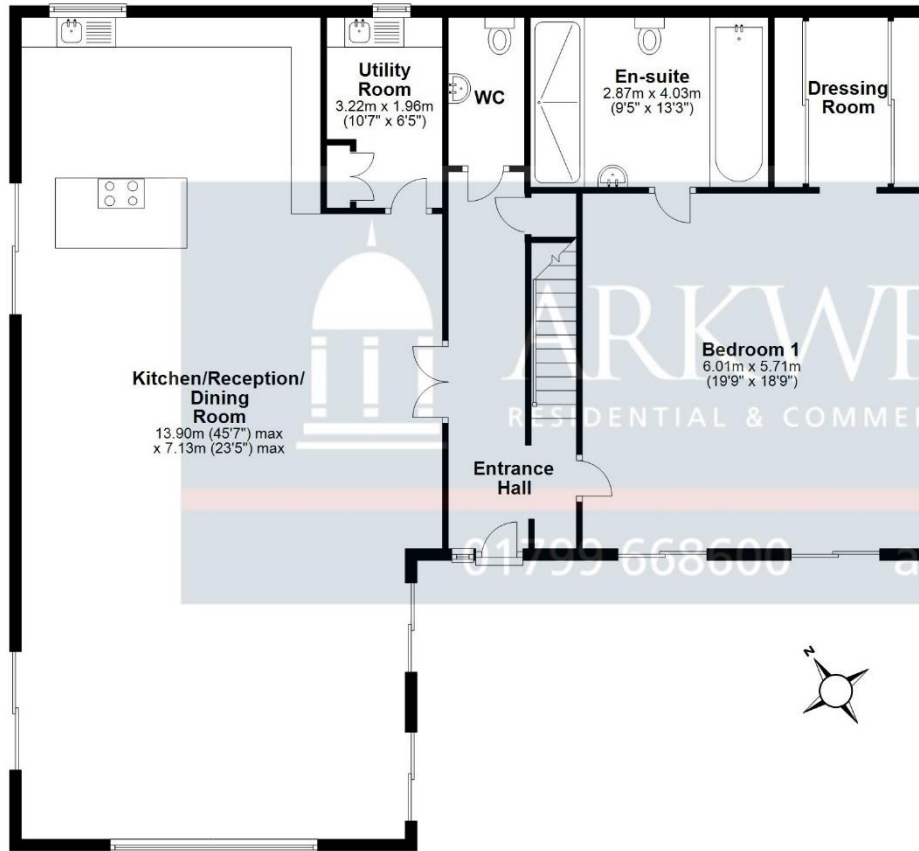 Utility
Room
3.22m x 1.96m
(10'7" x 6'5")
WC
En-suite
2.87m x 4.03m
(9'5" x 13'3")
Dressing
Room
Kitchen/Reception/
Dining
Room
13.90m (45'7") max
x 7.13m (23'5") max
Bedroom 1
6.01m x 5.71m
(19'9" x 18'9")
Entrance
Hall
RESIDENTIAL & COMME
01799 668600
N